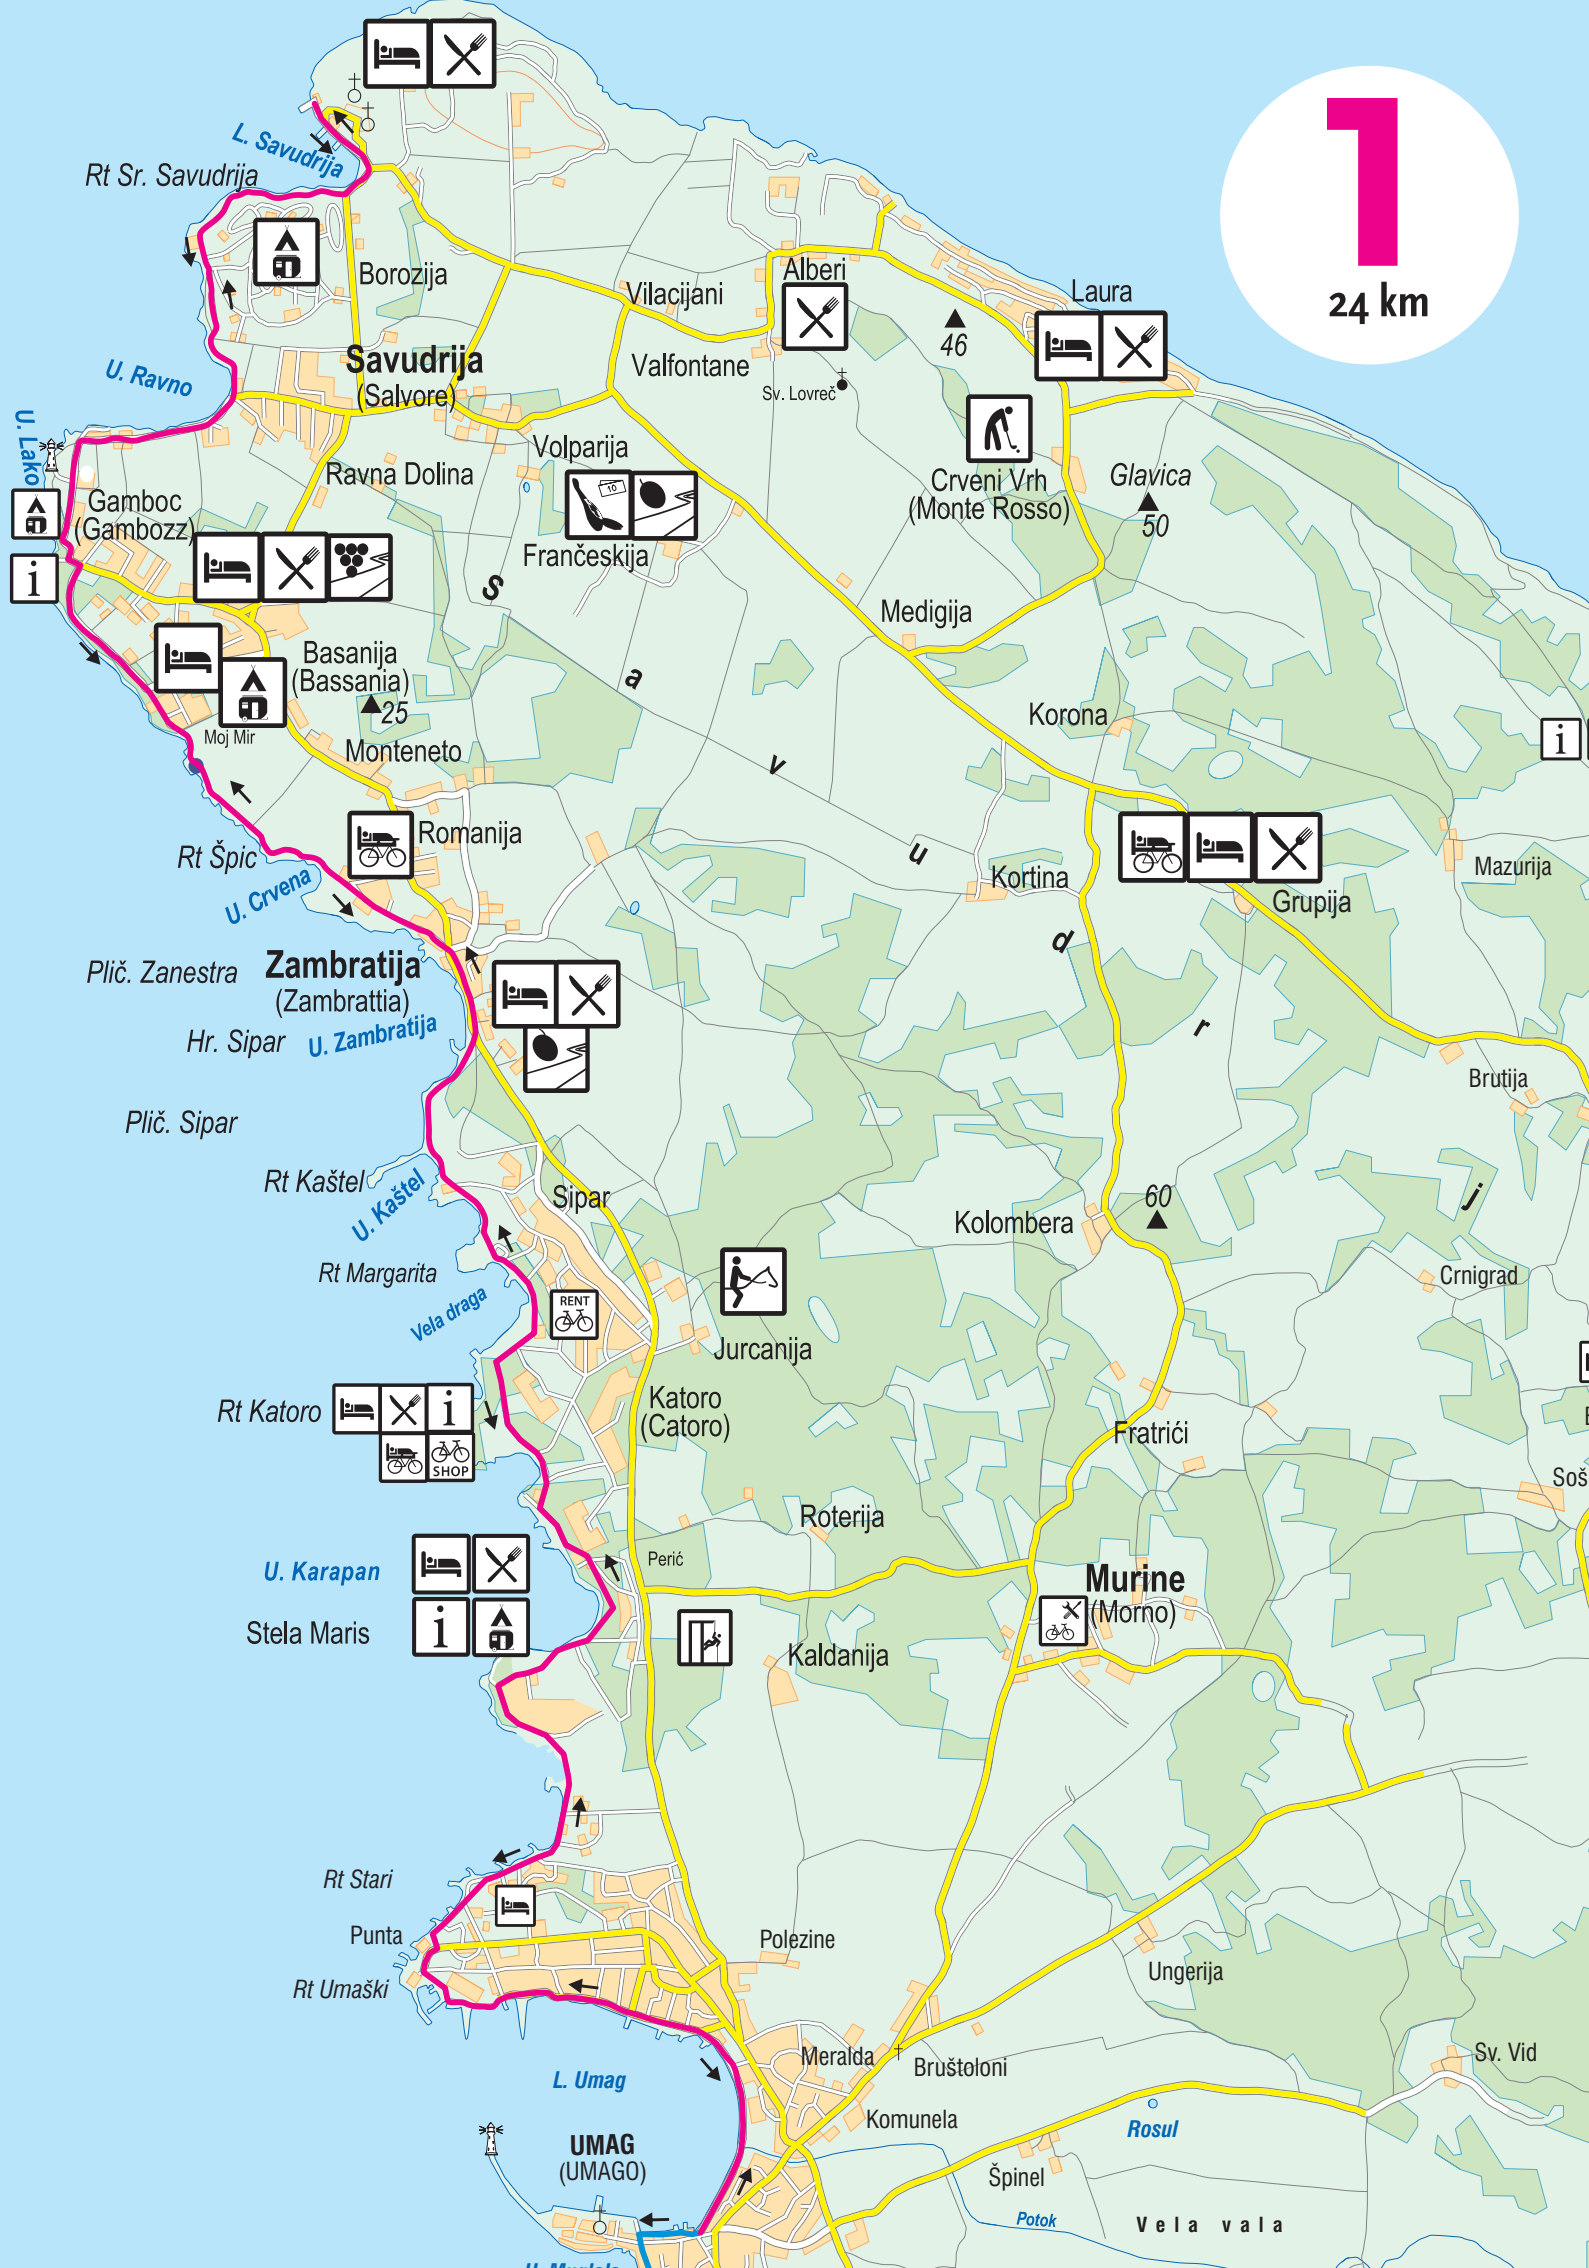 1
24 km
L. Savudrija
Rt Sr. Savudrija
Borozija
Alberi
Vilacijani
Laura
46
Savudrija
(Salvore)
Valfontane
Sv. Lovreč
U. Ravno
U. Lako
Volparija
Ravna Dolina
Crveni Vrh
(Monte Rosso)
Glavica
50
Gamboc
(Gambozz)
10
Frančeskija
i
S a v u d r i j
Medigija
Basanija
(Bassania)
25
Moj Mir
Monteneto
Korona
i
Romanija
Rt Špic
U. Crvena
Kortina
Grupija
Mazurija
Plič. Zanestra
Zambratija
(Zambrattia)
Hr. Sipar
U. Zambratija
Brutija
Plič. Sipar
Rt Kaštel
U. Kaštel
Sipar
Kolombera
60
Rt Margarita
Crnigrad
Vela draga
RENT
Jurcanija
Rt Katoro
i
SHOP
Katoro
(Catoro)
Fratrići
Soš
Roterija
Perić
U. Karapan
Stela Maris
i
Murine
(Morno)
Kaldanija
Rt Stari
Punta
Rt Umaški
Polezine
Ungerija
Meralda
Bruštoloni
Sv. Vid
L. Umag
Komunela
Rosul
UMAG
(UMAGO)
Špinel
Potok
Vela vala